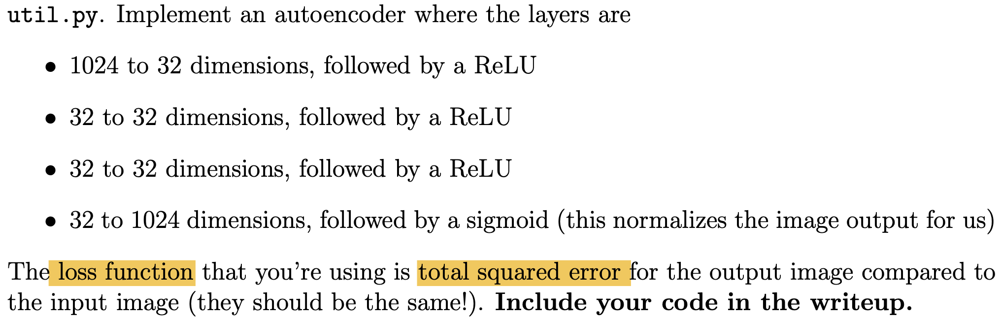 util.py. Implement an autoencoder where the layers are
• 1024 to 32 dimensions, followed by a ReLU
• 32 to 32 dimensions, followed by a ReLU
• 32 to 32 dimensions, followed by a ReLU
• 32 to 1024 dimensions, followed by a sigmoid (this normalizes the image output for us)
The loss function that you're using is total squared error for the output image compared to
the input image (they should be the same!). Include your code in the writeup.